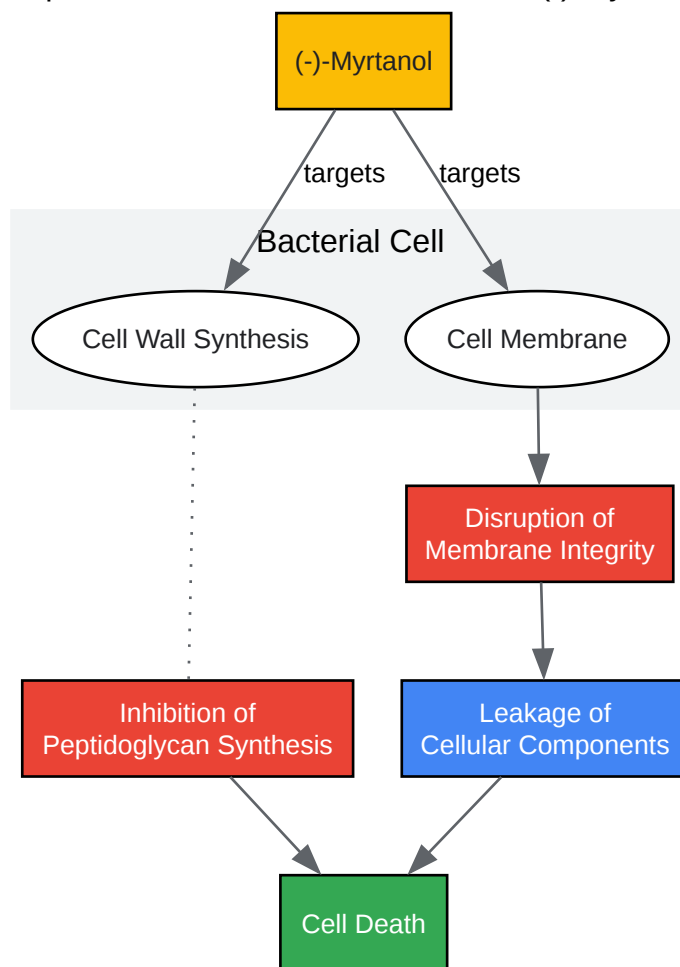 (-)-Myrtanol
targets targets
Bacterial Cell
Cell Wall Synthesis Cell Membrane
Disruption of
Membrane Integrity
Inhibition of
Peptidoglycan Synthesis
Leakage of
Cellular Components
Cell Death